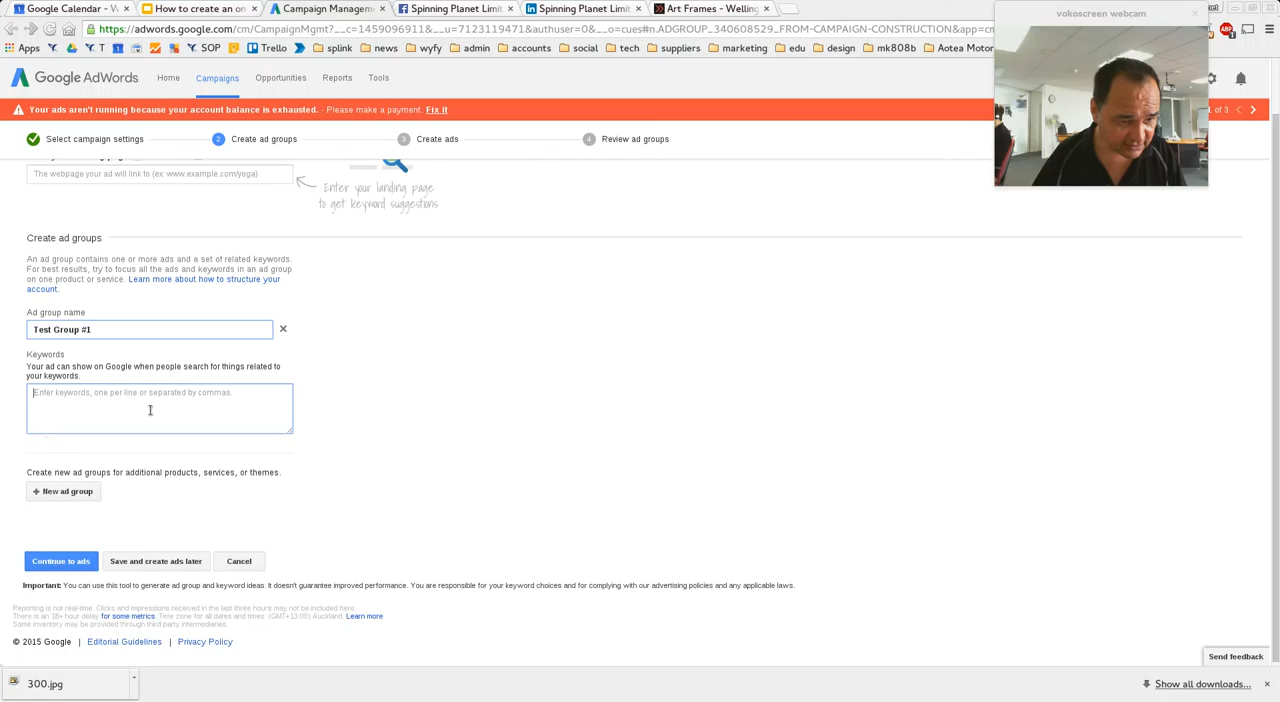 Google Calendar - W
How to create an on
Campaign Manageme
Spinning Planet Limit
Spinning Planet Limit
Art Frames - Welling
vokoscreen webcam
https://adwords.google.com/cm/CampaignMgmt?__c=1459096911&__u=7123119471&authuser=0&__o=cues#n.ADGROUP_340608529_FROM-CAMPAIGN-CONSTRUCTION&app=cm
Apps
T
SOP
Trello
splink
news
wyfy
admin
accounts
social
tech
suppliers
marketing
edu
design
mk808b
Aotea Motor
Google AdWords
Home
Campaigns
Opportunities
Reports
Tools
Your ads aren't running because your account balance is exhausted. - Please make a payment. Fix it
1 of 3
Select campaign settings
2 Create ad groups
3 Create ads
4 Review ad groups
The webpage your ad will link to (ex: www.example.com/yoga)
Enter your landing page
to get keyword suggestions
Create ad groups
An ad group contains one or more ads and a set of related keywords.
For best results, try to focus all the ads and keywords in an ad group
on one product or service. Learn more about how to structure your
account.
Ad group name
Test Group #1
Keywords
Your ad can show on Google when people search for things related to
your keywords.
Enter keywords, one per line or separated by commas.
Create new ad groups for additional products, services, or themes.
+ New ad group
Continue to ads
Save and create ads later
Cancel
Important: You can use this tool to generate ad group and keyword ideas. It doesn't guarantee improved performance. You are responsible for your keyword choices and for complying with our advertising policies and any applicable laws.
Reporting is not real-time. Clicks and impressions received in the last three hours may not be included here.
There is an 18+ hour delay for some metrics. Time zone for all dates and times: (GMT+13:00) Auckland. Learn more
Some inventory may be provided through third party intermediaries.
© 2015 Google | Editorial Guidelines | Privacy Policy
Send feedback
300.jpg
Show all downloads...